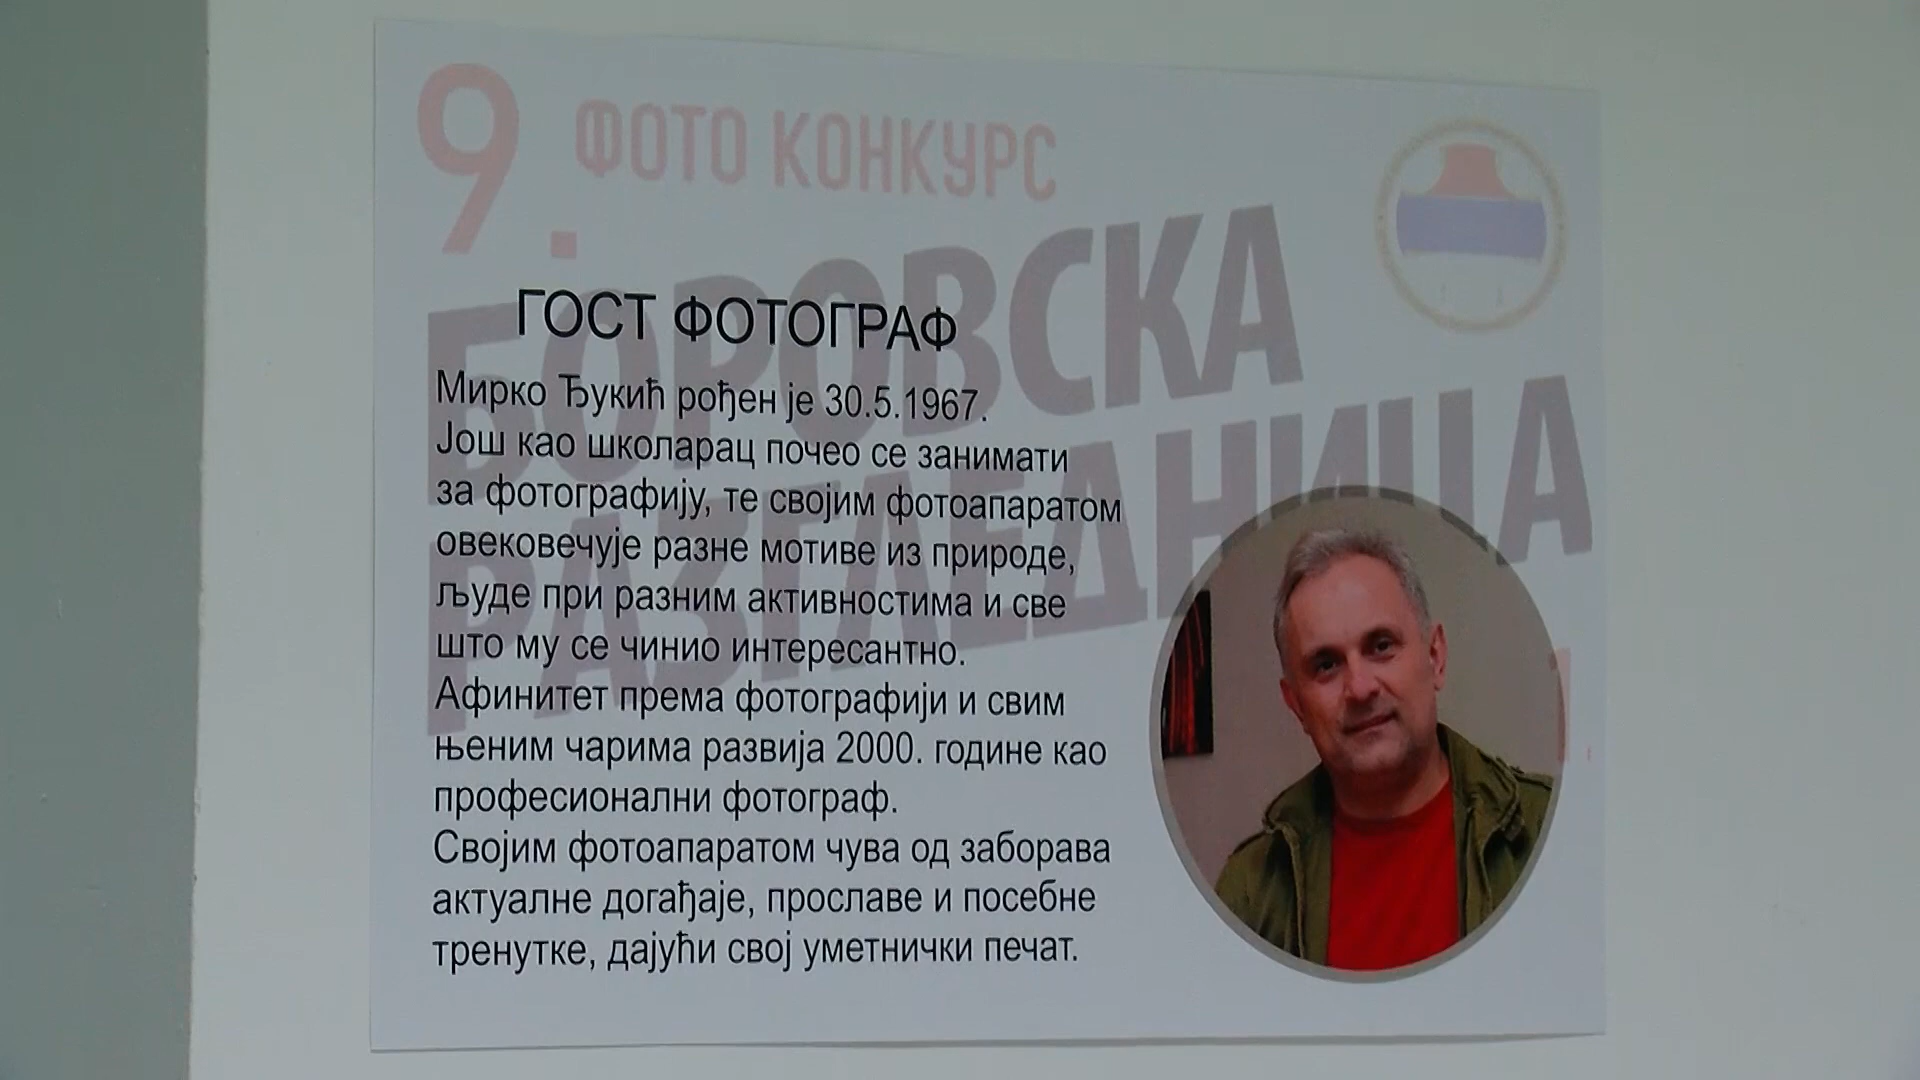 9. ФОТО КОНКУРС
БОРОВСКА
РАЗГЛЕДНИЦА
ГОСТ ФОТОГРАФ
Мирко Ђукић рођен је 30.5.1967.
Још као школарац почео се занимати
за фотографију, те својим фотоапаратом
овековечује разне мотиве из природе,
људе при разним активностима и све
што му се чинио интересантно.
Афинитет према фотографији и свим
њеним чарима развија 2000. године као
професионални фотограф.
Својим фотоапаратом чува од заборава
актуалне догађаје, прославе и посебне
тренутке, дајући свој уметнички печат.